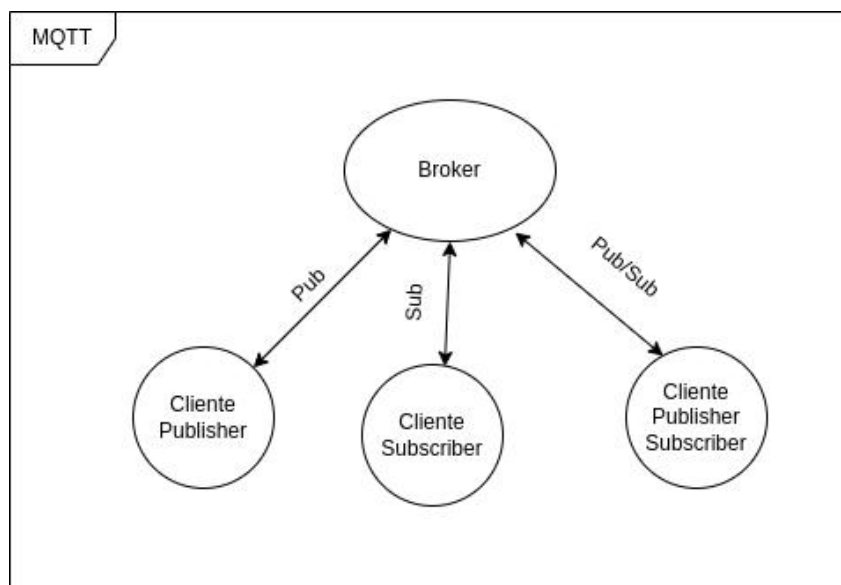 MQTT
Broker
Pub
Sub
Pub/Sub
Cliente
Publisher
Cliente
Subscriber
Cliente
Publisher
Subscriber